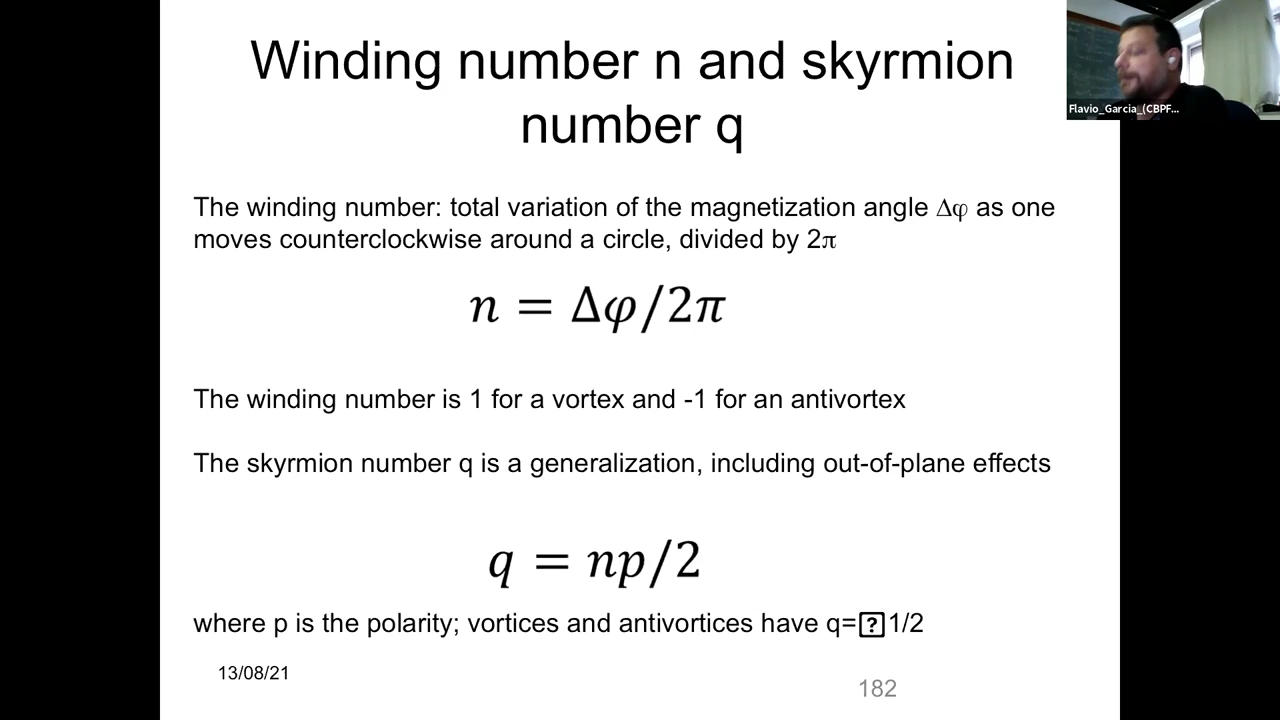 Winding number n and skyrmion
number q
Flavio_Garcia_(CBPF...
The winding number: total variation of the magnetization angle Δφ as one
moves counterclockwise around a circle, divided by 2π
n = Δφ/2π
The winding number is 1 for a vortex and -1 for an antivortex
The skyrmion number q is a generalization, including out-of-plane effects
q = np/2
where p is the polarity; vortices and antivortices have q=⍰1/2
13/08/21
182